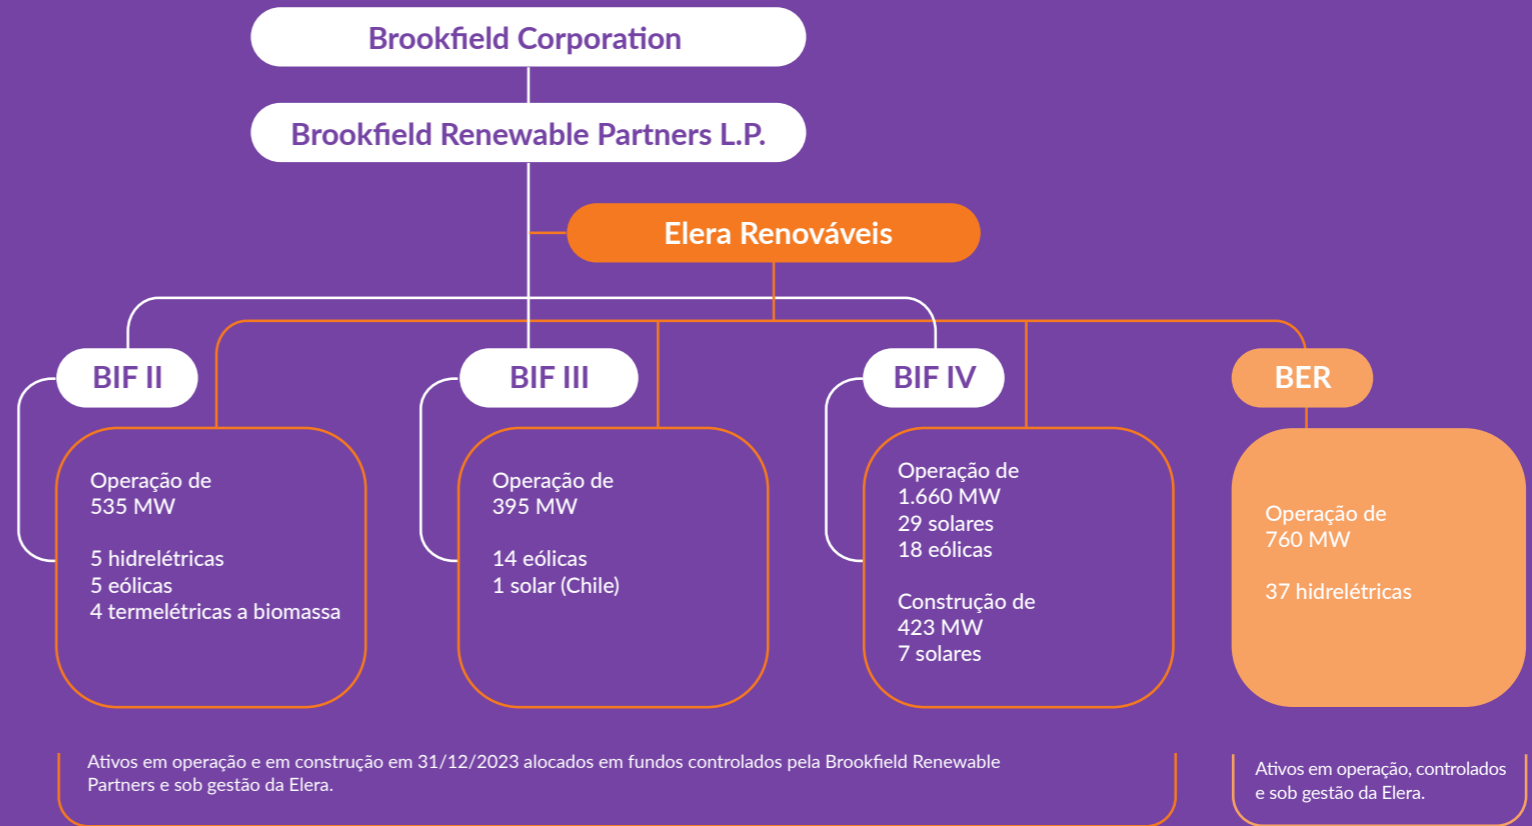 Brookfield Corporation
Brookfield Renewable Partners L.P.
Elera Renováveis
BIF II
Operação de
535 MW
5 hidrelétricas
5 eólicas
4 termelétricas a biomassa
BIF III
Operação de
395 MW
14 eólicas
1 solar (Chile)
BIF IV
Operação de
1.660 MW
29 solares
18 eólicas
Construção de
423 MW
7 solares
BER
Operação de
760 MW
37 hidrelétricas
Ativos em operação e em construção em 31/12/2023 alocados em fundos controlados pela Brookfield Renewable
Partners e sob gestão da Elera.
Ativos em operação, controlados
e sob gestão da Elera.